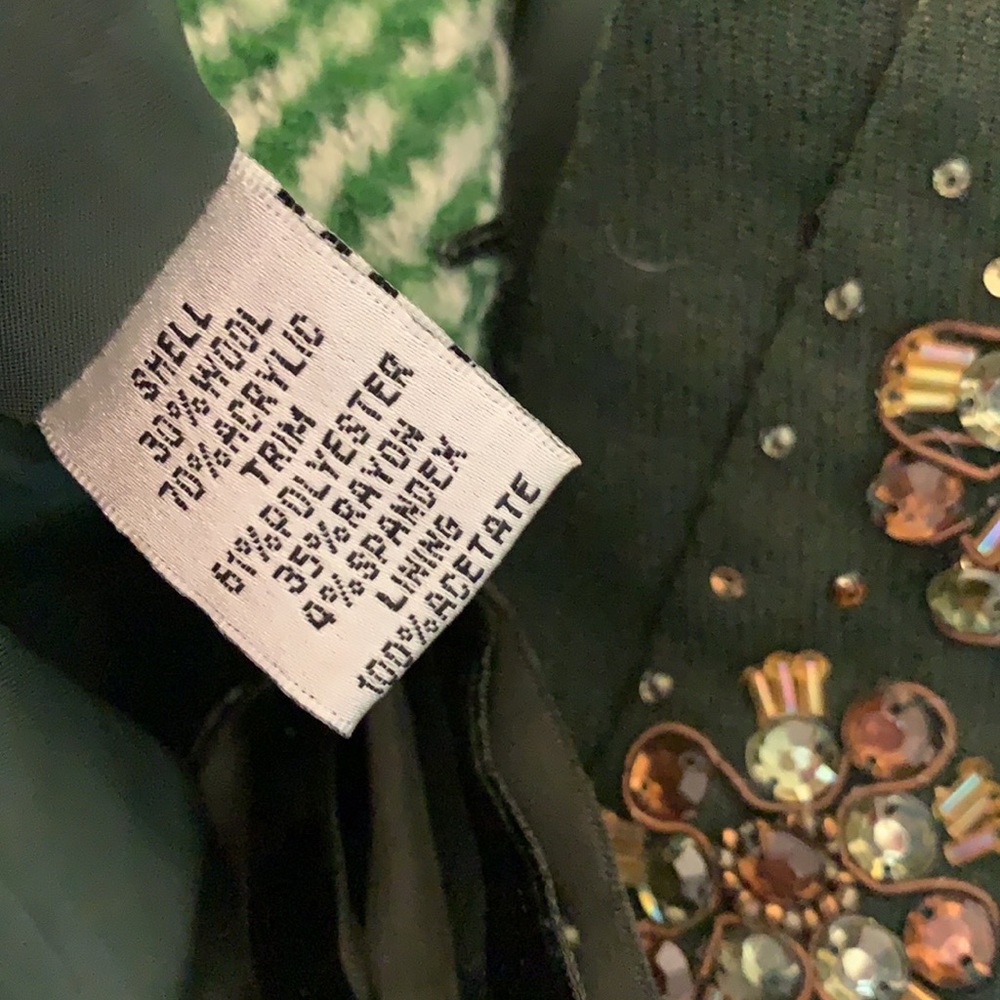 SHELL
30%WOOL
70%ACRYLIC
TRIM
61%POLYESTER
35%RAYON
4%SPANDEX
LINING
100%ACETATE